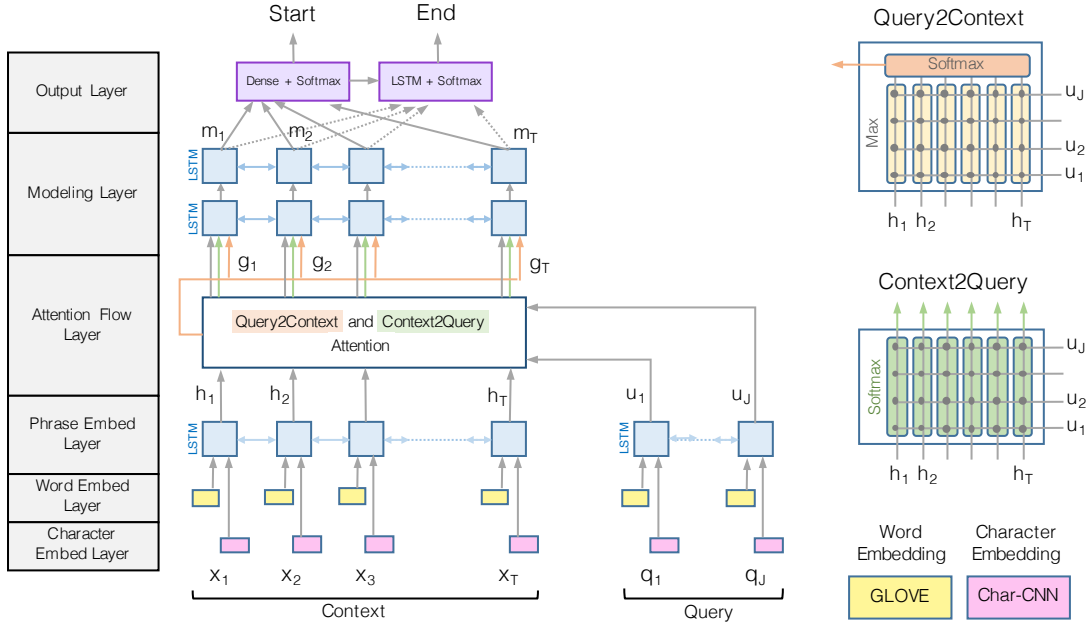 Start
End
Query2Context
Output Layer
Dense + Softmax
LSTM + Softmax
Softmax
Max
u_J
u_2
u_1
h_1
h_2
h_T
Modeling Layer
m_1
m_2
m_T
LSTM
LSTM
g_1
g_2
g_T
Attention Flow
Layer
Query2Context and Context2Query
Attention
Context2Query
Softmax
u_J
u_2
u_1
h_1
h_2
h_T
Phrase Embed
Layer
h_1
h_2
h_T
u_1
u_J
LSTM
LSTM
Word Embed
Layer
Character
Embed Layer
x_1
x_2
x_3
x_T
q_1
q_J
Context
Query
Word
Embedding
Character
Embedding
GLOVE
Char-CNN